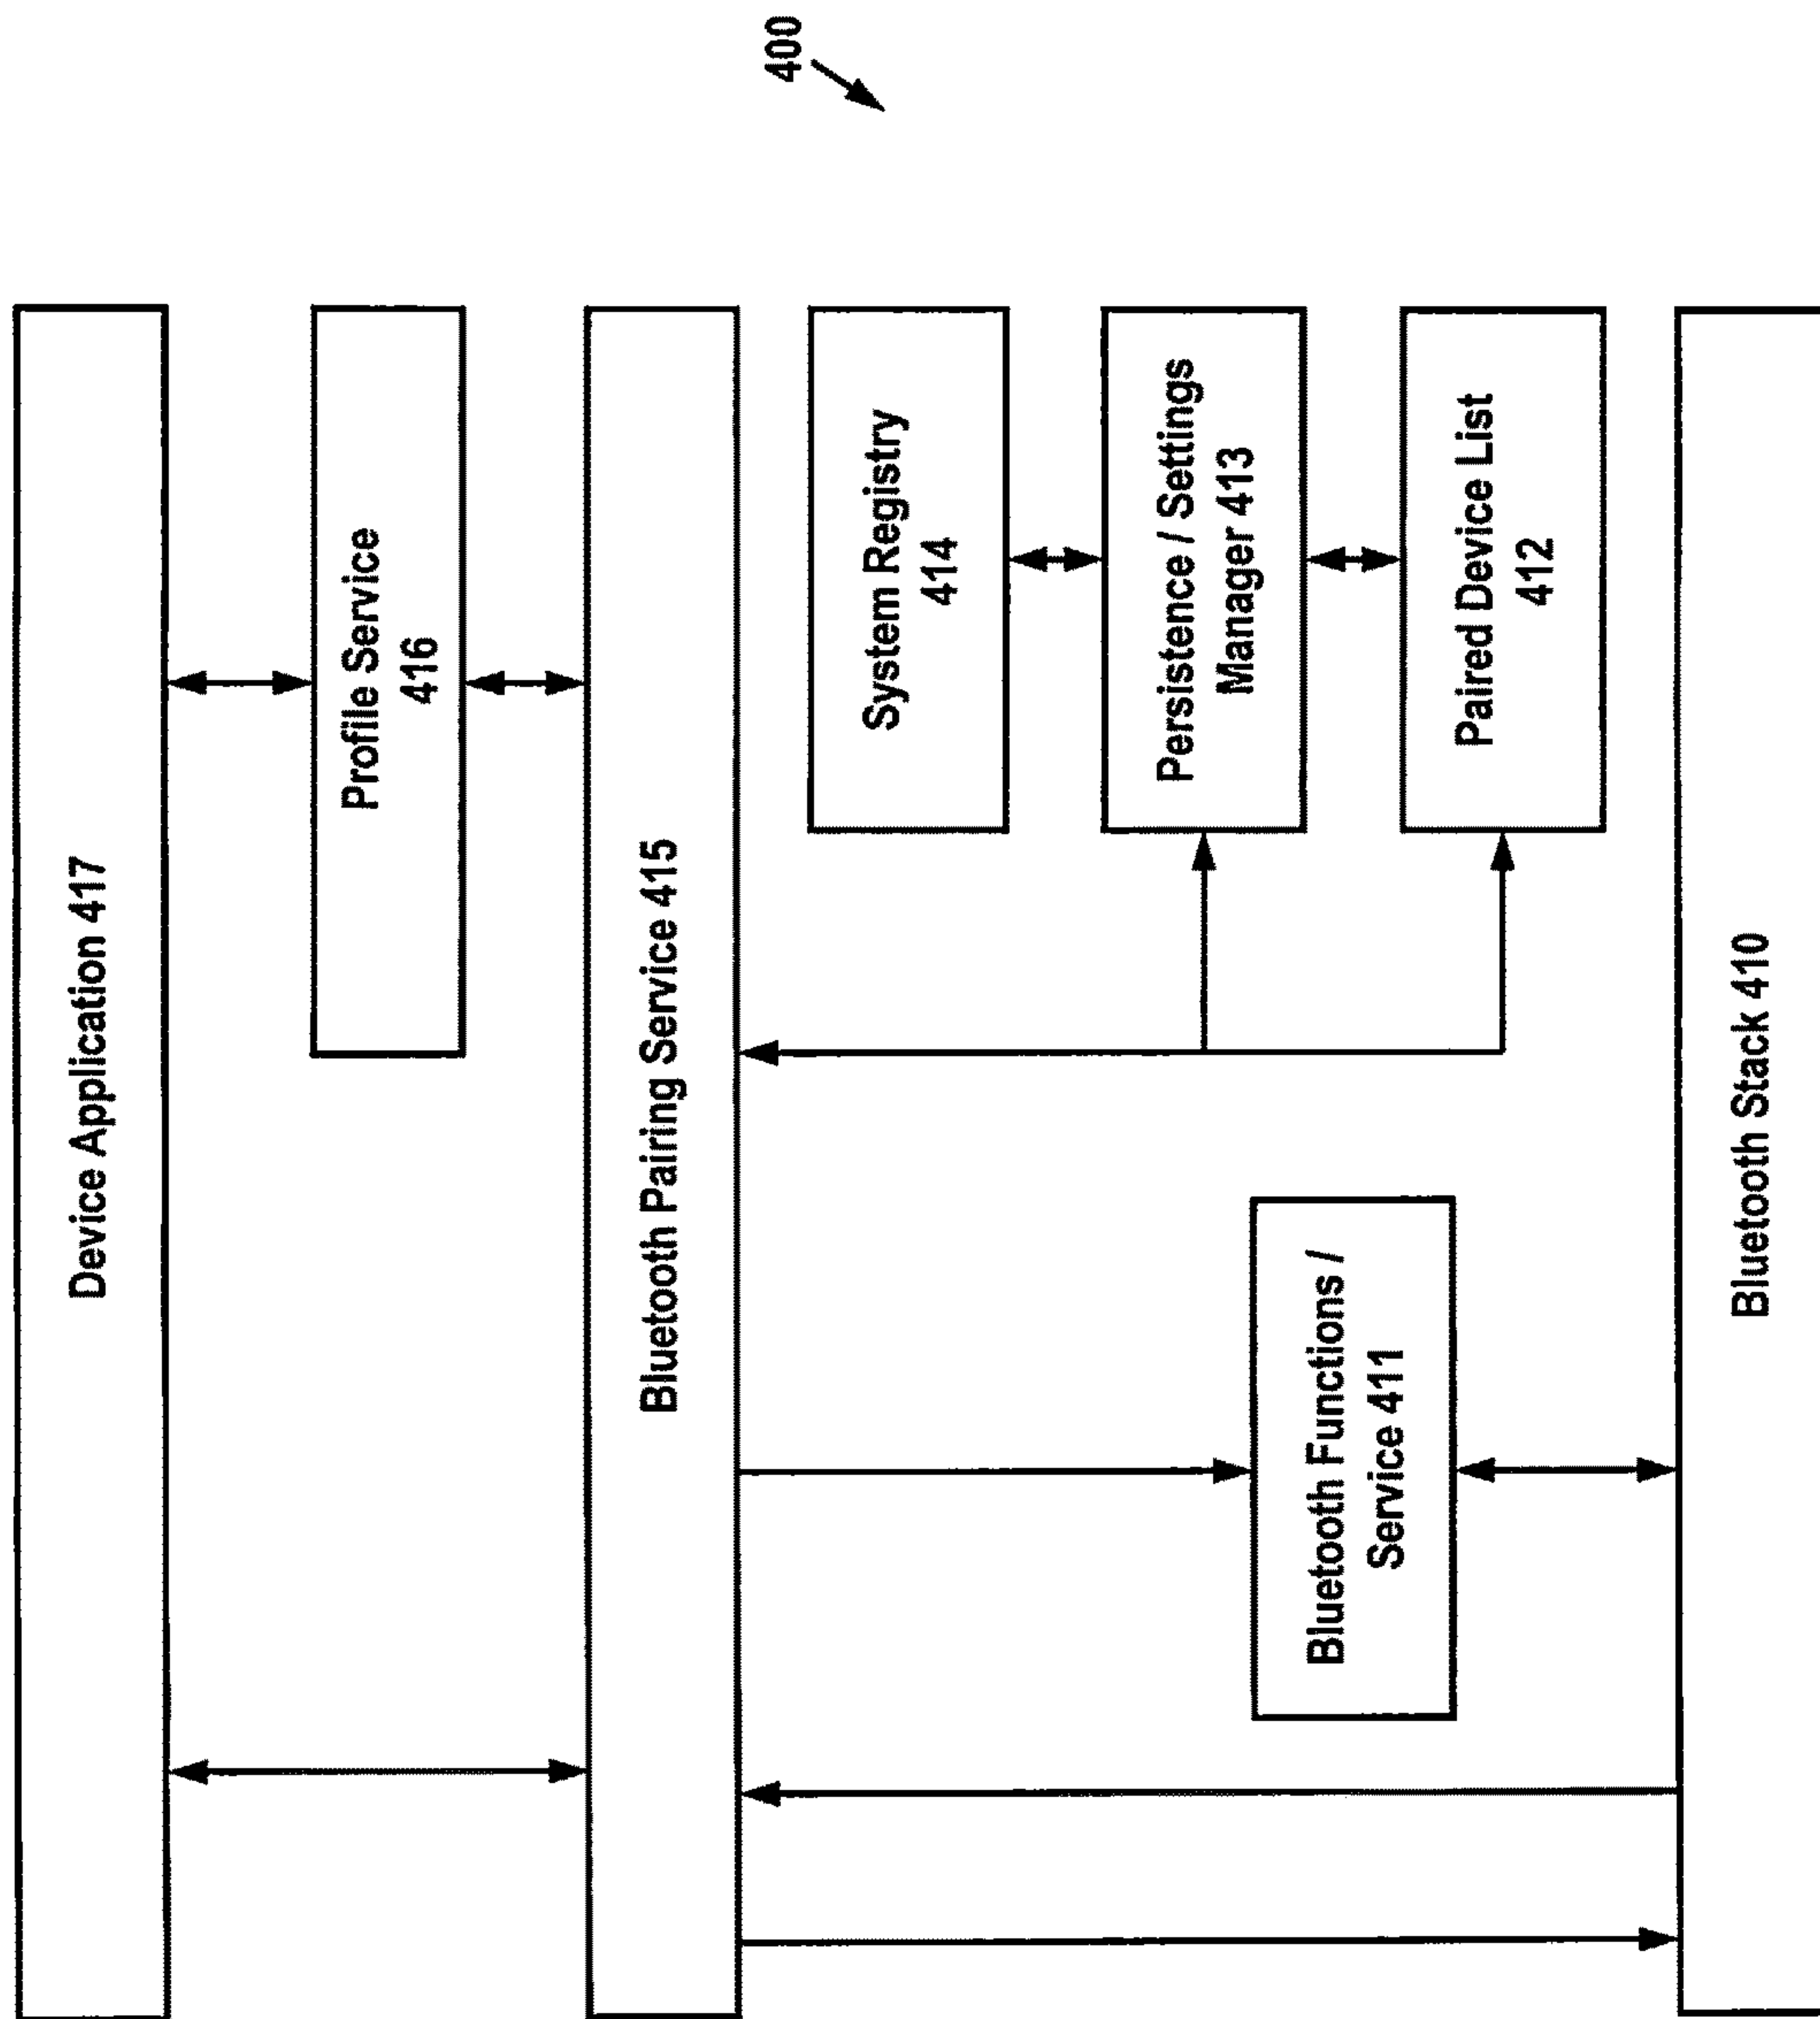 400
Device Application 417
Profile Service
416
Bluetooth Pairing Service 415
System Registry
414
Persistence / Settings
Manager 413
Paired Device List
412
Bluetooth Functions /
Service 411
Bluetooth Stack 410